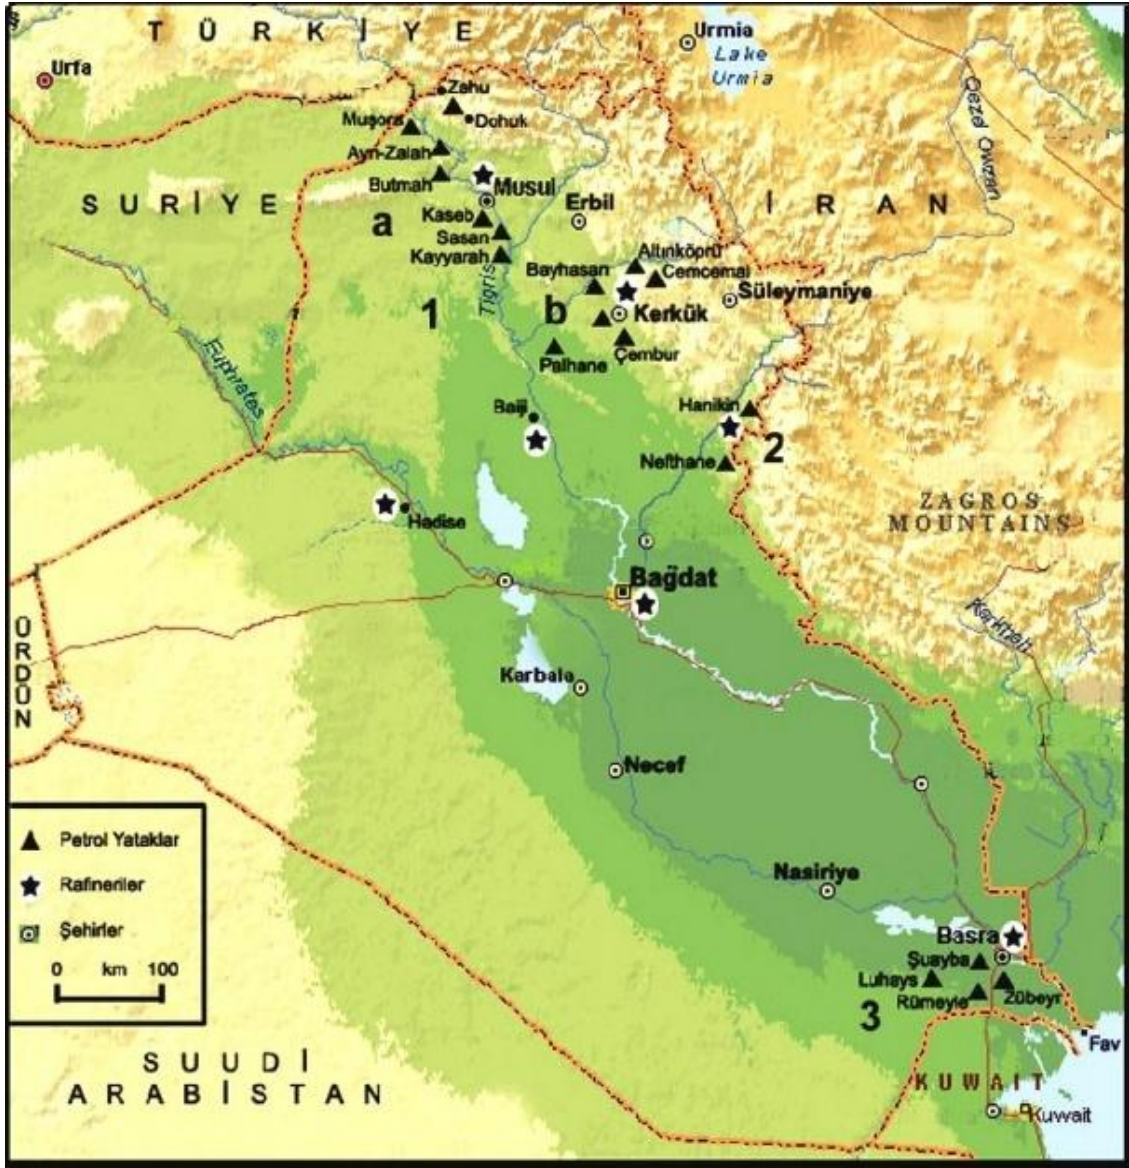 TÜRKİYE
Urmia
Lake
Urmia
Urfa
Zahu
Dohuk
Muşora
Ayn-Zalah
Butmah
Musul
SURİYE
İRAN
Qezel Owzan
a
Kaseb
Sasan
Kayyarah
Erbil
Altınköprü
Bayhasan
Cemcemal
Süleymaniye
Tigris
1
b
Kerkük
Çembur
Palhane
Euphrates
Baiji
Hanikin
2
Nefthane
ZAGROS
MOUNTAINS
Hadise
Bağdat
ÜRDÜN
Karkheh
Karbala
Necef
Petrol Yataklar
Rafineriler
Şehirler
0 km 100
Nasiriye
Basra
Şuayba
Luhays
Rümeyle
Zübeyr
3
Fav
SUUDİ
ARABİSTAN
KUWAIT
Kuwait